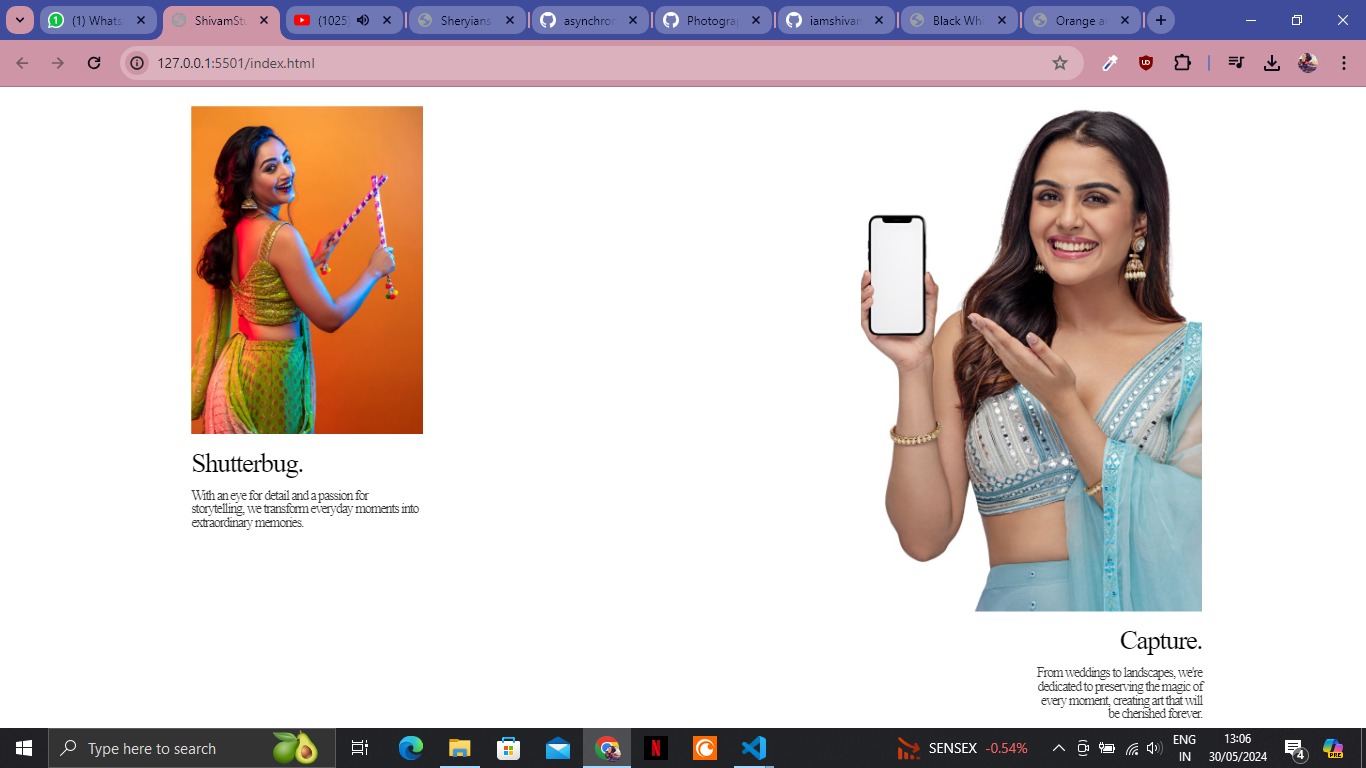 (1) Whats
ShivamStu
(1025
Sheryians
asynchron
Photograp
iamshivam
Black Whi
Orange a
127.0.0.1:5501/index.html
Shutterbug.
With an eye for detail and a passion for
storytelling, we transform everyday moments into
extraordinary memories.
Capture.
From weddings to landscapes, we're
dedicated to preserving the magic of
every moment, creating art that will
be cherished forever.
Type here to search
SENSEX -0.54%
ENG
IN
13:06
30/05/2024
4